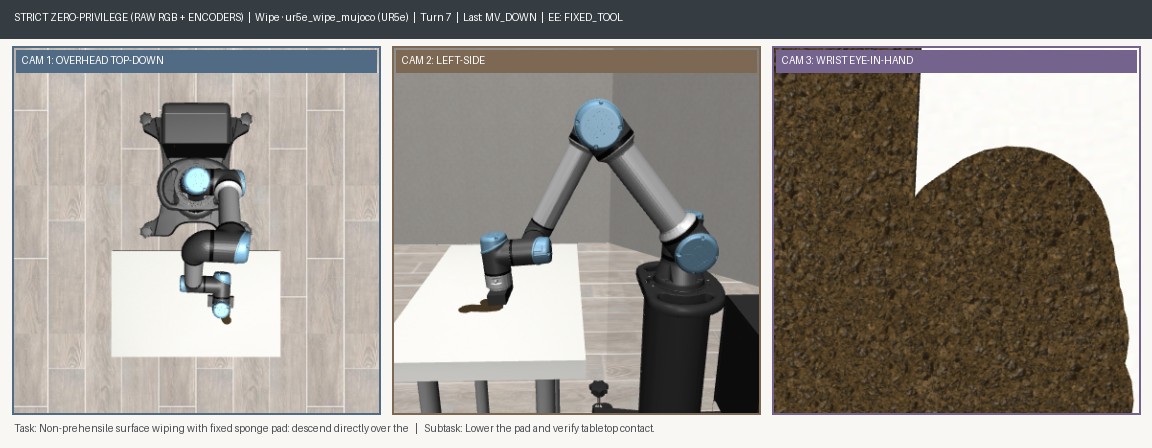 STRICT ZERO-PRIVILEGE (RAW RGB + ENCODERS) | Wipe · ur5e_wipe_mujoco (UR5e) | Turn 7 | Last MV_DOWN | EE: FIXED_TOOL
CAM 1: OVERHEAD TOP-DOWN
CAM 2: LEFT-SIDE
CAM 3: WRIST EYE-IN-HAND
Task: Non-prehensile surface wiping with fixed sponge pad: descend directly over the | Subtask: Lower the pad and verify tabletop contact.